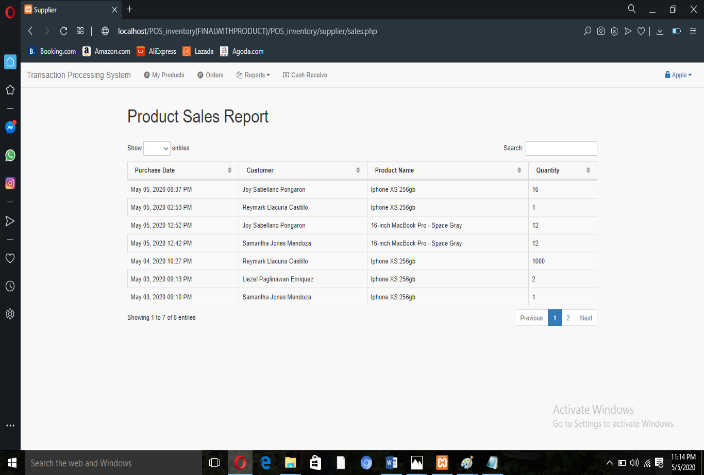 Supplier
localhost/POS_inventory(FINALWITHPRODUCT)/POS_inventory/supplier/sales.php
B. Booking.com a Amazon.com AliExpress Lazada Agoda.com
Transaction Processing System My Products Orders Reports Cash Receive Apple
Product Sales Report
Show entries Search:
Purchase Date Customer Product Name Quantity
May 05, 2020 08:37 PM Joy Sabellano Pongaron Iphone XS 256gb 16
May 05, 2020 02:53 PM Reymark Llacuna Castillo Iphone XS 256gb 1
May 05, 2020 12:52 PM Joy Sabellano Pongaron 16-inch MacBook Pro - Space Gray 12
May 05, 2020 12:42 PM Samantha Jones Mendoza 16-inch MacBook Pro - Space Gray 12
May 04, 2020 10:27 PM Reymark Llacuna Castillo Iphone XS 256gb 1000
May 03, 2020 09:13 PM Liezel Paglinawan Enriquez Iphone XS 256gb 2
May 03, 2020 09:10 PM Samantha Jones Mendoza Iphone XS 256gb 1
Showing 1 to 7 of 8 entries Previous 1 2 Next
Activate Windows
Go to Settings to activate Windows.
Search the web and Windows
11:14 PM
5/5/2020